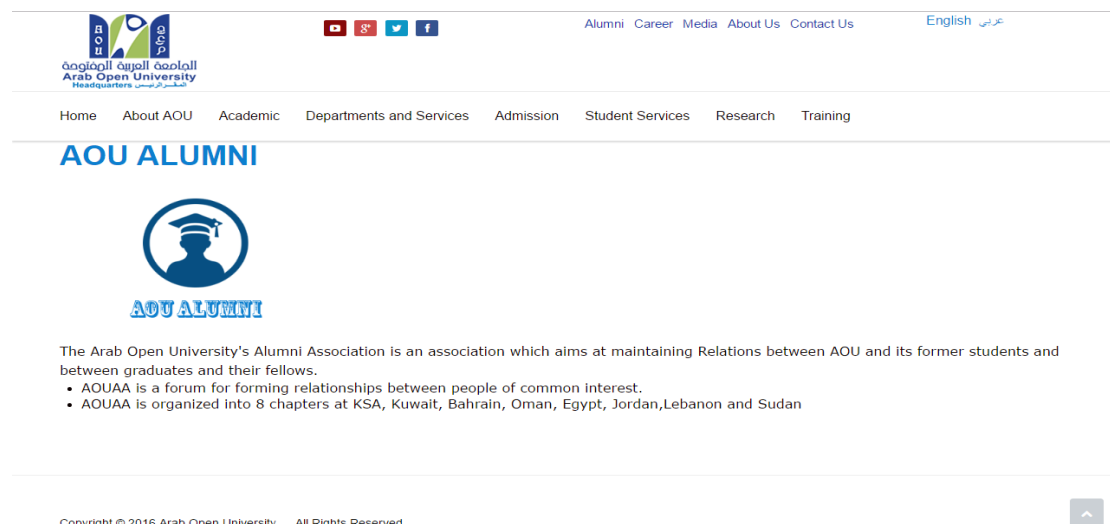 AOU
الجامعة العربية المفتوحة
Arab Open University
Headquarters المقــر الرئيــس
Alumni Career Media About Us Contact Us
English عربي
Home About AOU Academic Departments and Services Admission Student Services Research Training
AOU ALUMNI
AOU ALUMNI
The Arab Open University's Alumni Association is an association which aims at maintaining Relations between AOU and its former students and
between graduates and their fellows.
• AOUAA is a forum for forming relationships between people of common interest.
• AOUAA is organized into 8 chapters at KSA, Kuwait, Bahrain, Oman, Egypt, Jordan,Lebanon and Sudan
Copyright © 2016 Arab Open University All Rights Reserved